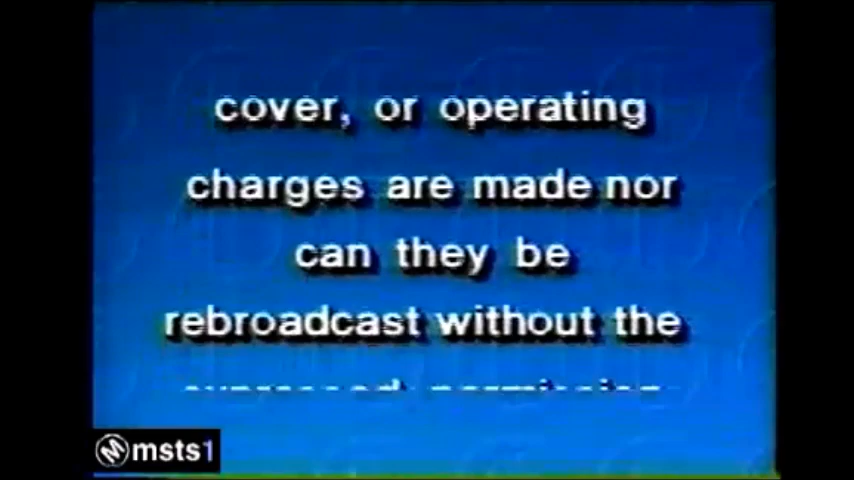 cover, or operating
charges are made nor
can they be
rebroadcast without the
msts1